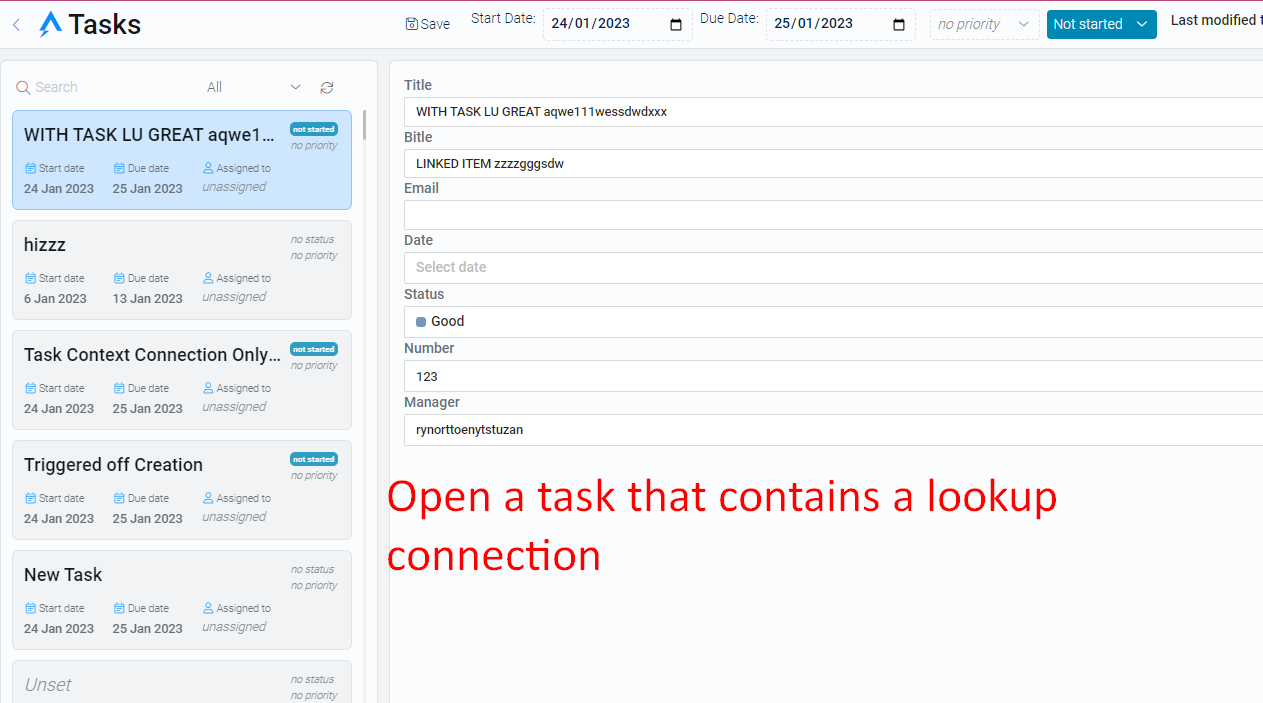 Tasks
Save
Start Date:
24/01/2023
Due Date:
25/01/2023
no priority
Not started
Last modified t
Search
All
WITH TASK LU GREAT aqwe1...
not started
no priority
Start date
Due date
Assigned to
24 Jan 2023
25 Jan 2023
unassigned
hizzz
no status
no priority
Start date
Due date
Assigned to
6 Jan 2023
13 Jan 2023
unassigned
Task Context Connection Only...
not started
no priority
Start date
Due date
Assigned to
24 Jan 2023
25 Jan 2023
unassigned
Triggered off Creation
not started
no priority
Start date
Due date
Assigned to
24 Jan 2023
25 Jan 2023
unassigned
New Task
no status
no priority
Start date
Due date
Assigned to
24 Jan 2023
25 Jan 2023
unassigned
Unset
no status
no priority
Title
WITH TASK LU GREAT aqwe111wessdwdxxx
Bitle
LINKED ITEM zzzzgggsdw
Email
Date
Select date
Status
Good
Number
123
Manager
rynorttoenytstuzan
Open a task that contains a lookup
connection